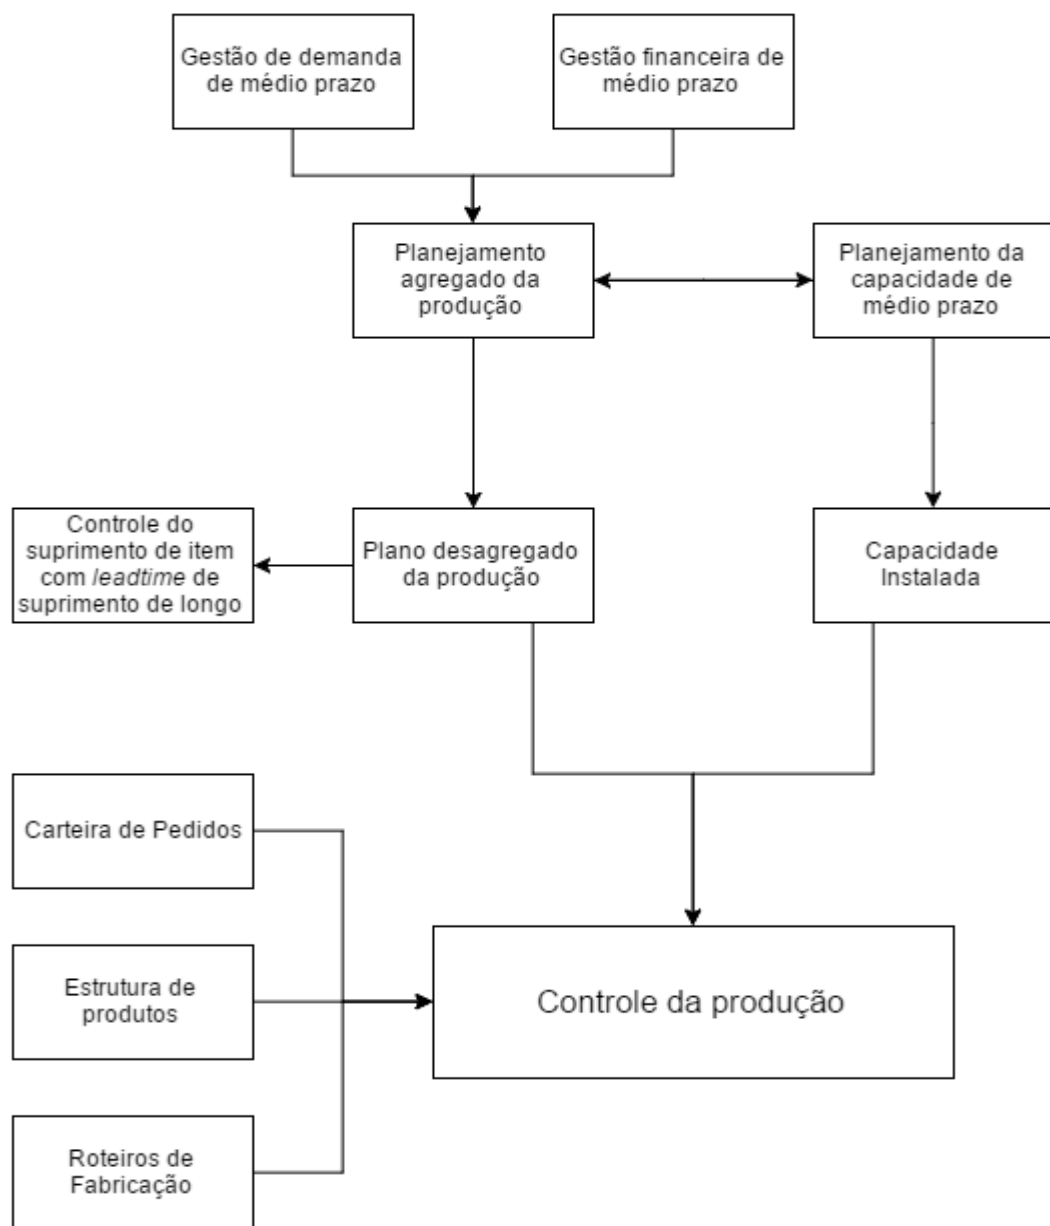 Gestão de demanda
de médio prazo
Gestão financeira de
médio prazo
Planejamento
agregado da
produção
Planejamento da
capacidade de
médio prazo
Controle do
suprimento de item
com leadtime de
suprimento de longo
Plano desagregado
da produção
Capacidade
Instalada
Carteira de Pedidos
Estrutura de
produtos
Controle da produção
Roteiros de
Fabricação